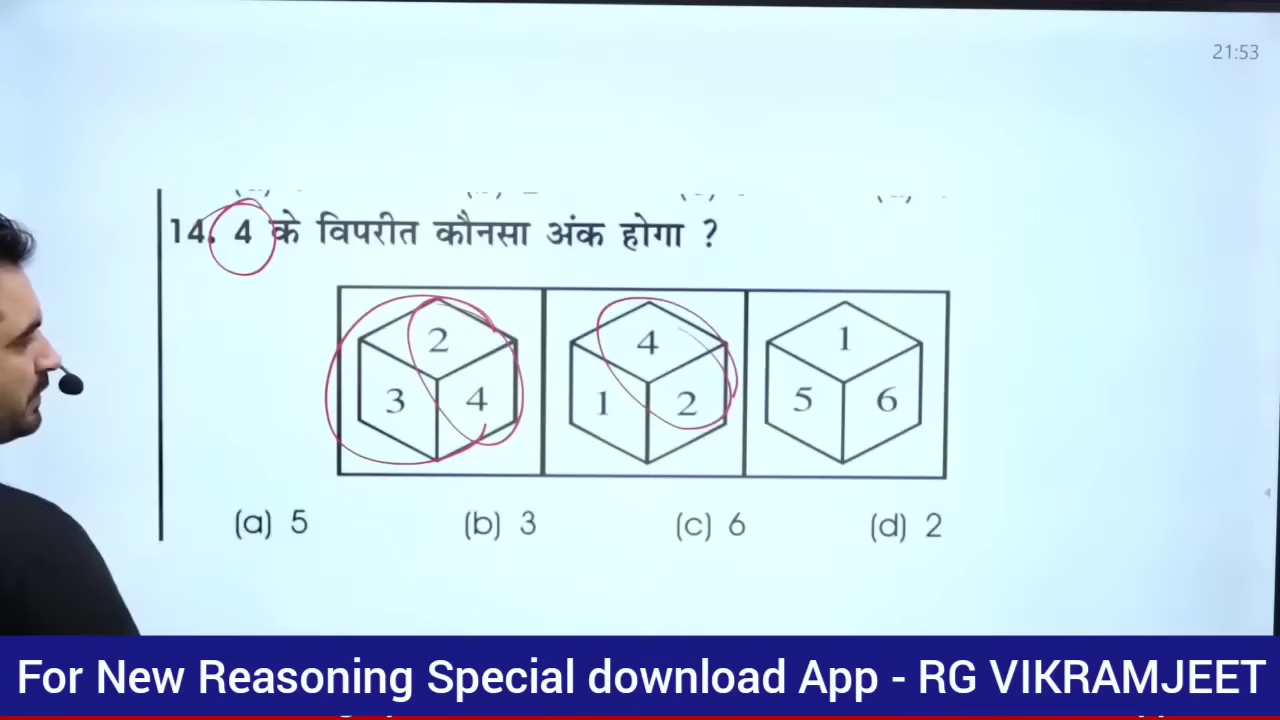 21:53
14. 4 के विपरीत कौनसा अंक होगा ?
2
3 4
4
1 2
1
5 6
(a) 5 (b) 3 (c) 6 (d) 2
For New Reasoning Special download App - RG VIKRAMJEET